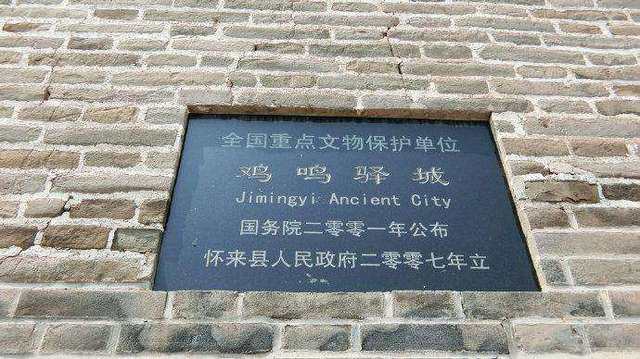 全国重点文物保护单位
鸡鸣驿城
Jimingyi Ancient City
国务院二零零一年公布
怀来县人民政府二零零七年立